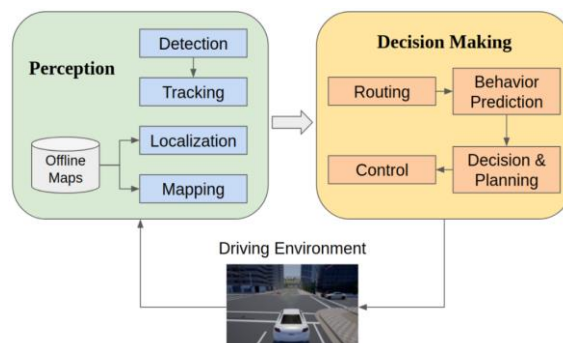 Perception
Detection
Tracking
Localization
Mapping
Offline
Maps
Decision Making
Routing
Behavior
Prediction
Decision &
Planning
Control
Driving Environment